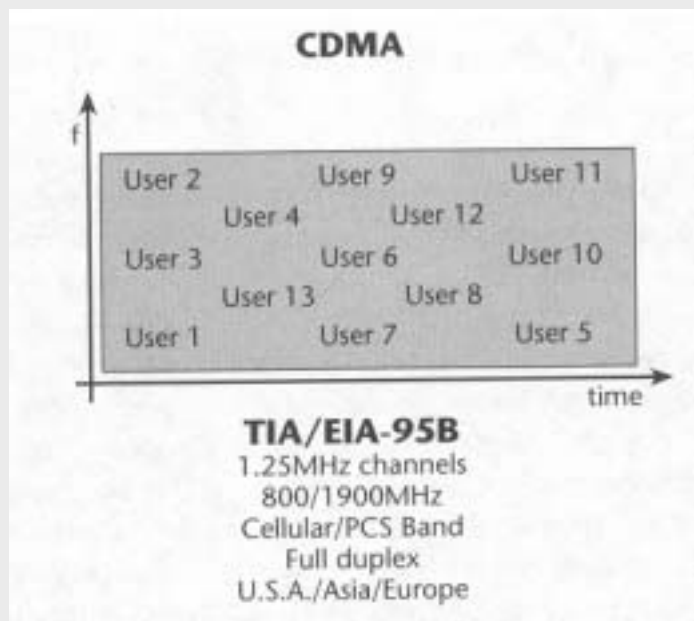 CDMA
f
User 2 User 9 User 11
User 4 User 12
User 3 User 6 User 10
User 13 User 8
User 1 User 7 User 5
time
TIA/EIA-95B
1.25MHz channels
800/1900MHz
Cellular/PCS Band
Full duplex
U.S.A./Asia/Europe